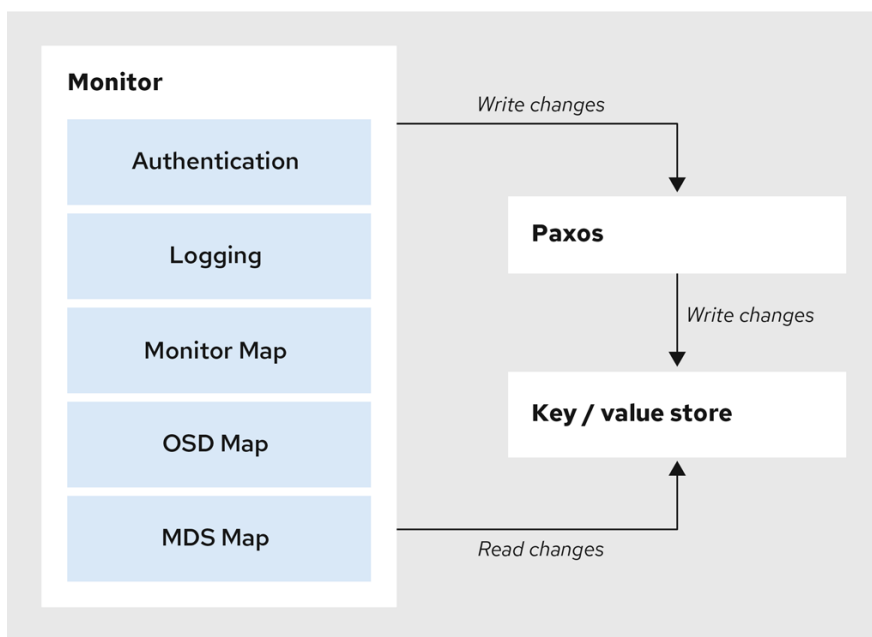 Monitor
Authentication
Logging
Monitor Map
OSD Map
MDS Map
Write changes
Paxos
Write changes
Key / value store
Read changes